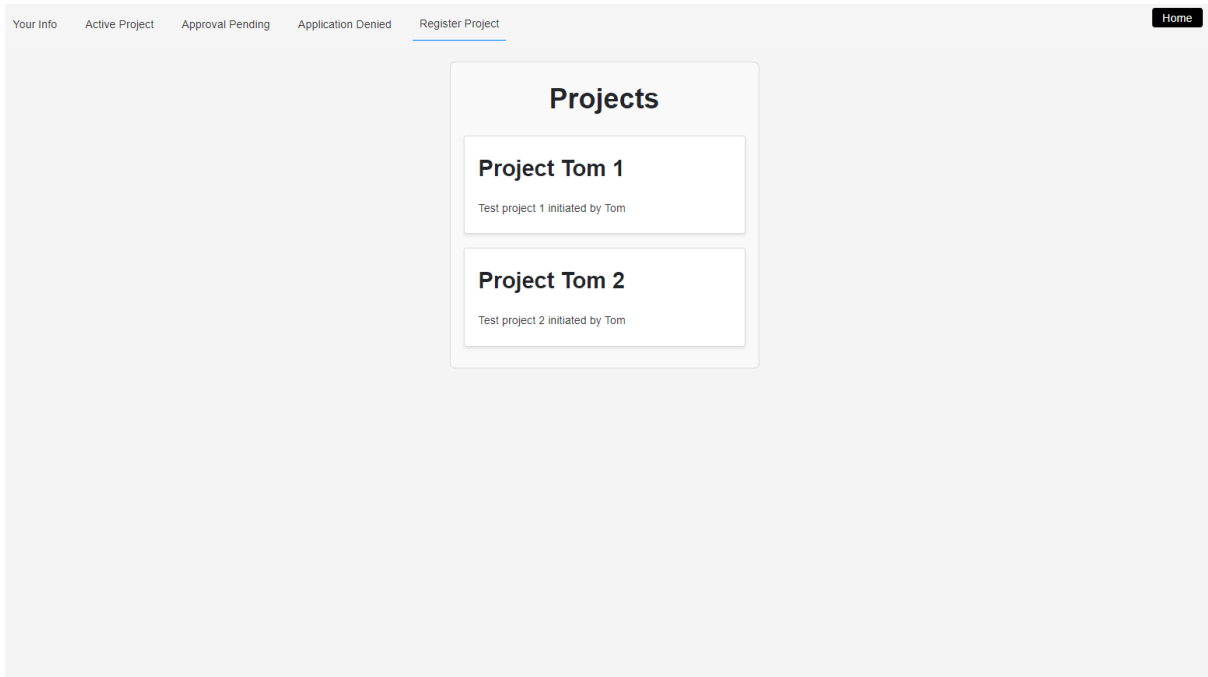 Your Info Active Project Approval Pending Application Denied Register Project Home
Projects
Project Tom 1
Test project 1 initiated by Tom
Project Tom 2
Test project 2 initiated by Tom